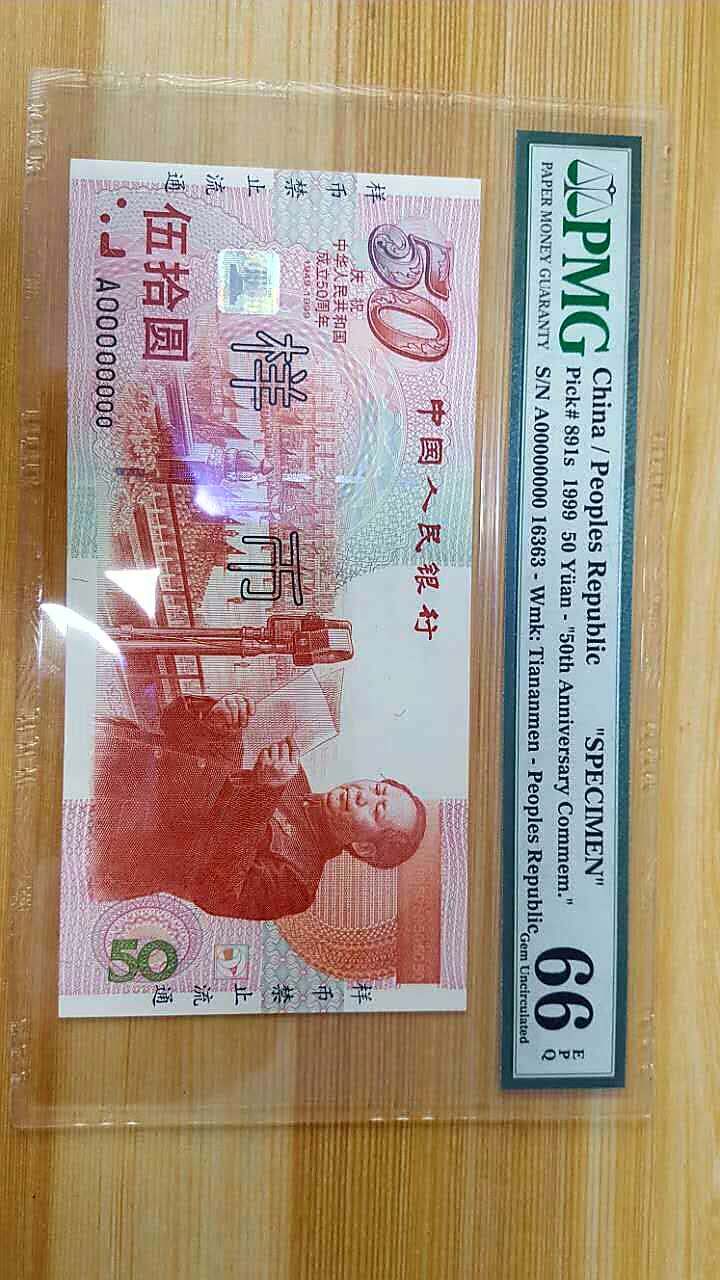 PMG
PAPER MONEY GUARANTY
China / Peoples Republic "SPECIMEN"
Pick# 891s 1999 50 Yüan - "50th Anniversary Commem."
S/N A00000000 16363 - Wmk: Tiananmen - Peoples Republic
66
EPQ
Gem Uncirculated
50
中国人民银行
庆祝
中华人民共和国
成立50周年
1949-1999
样币
伍拾圆
A00000000
样币禁止流通
样币禁止流通
50